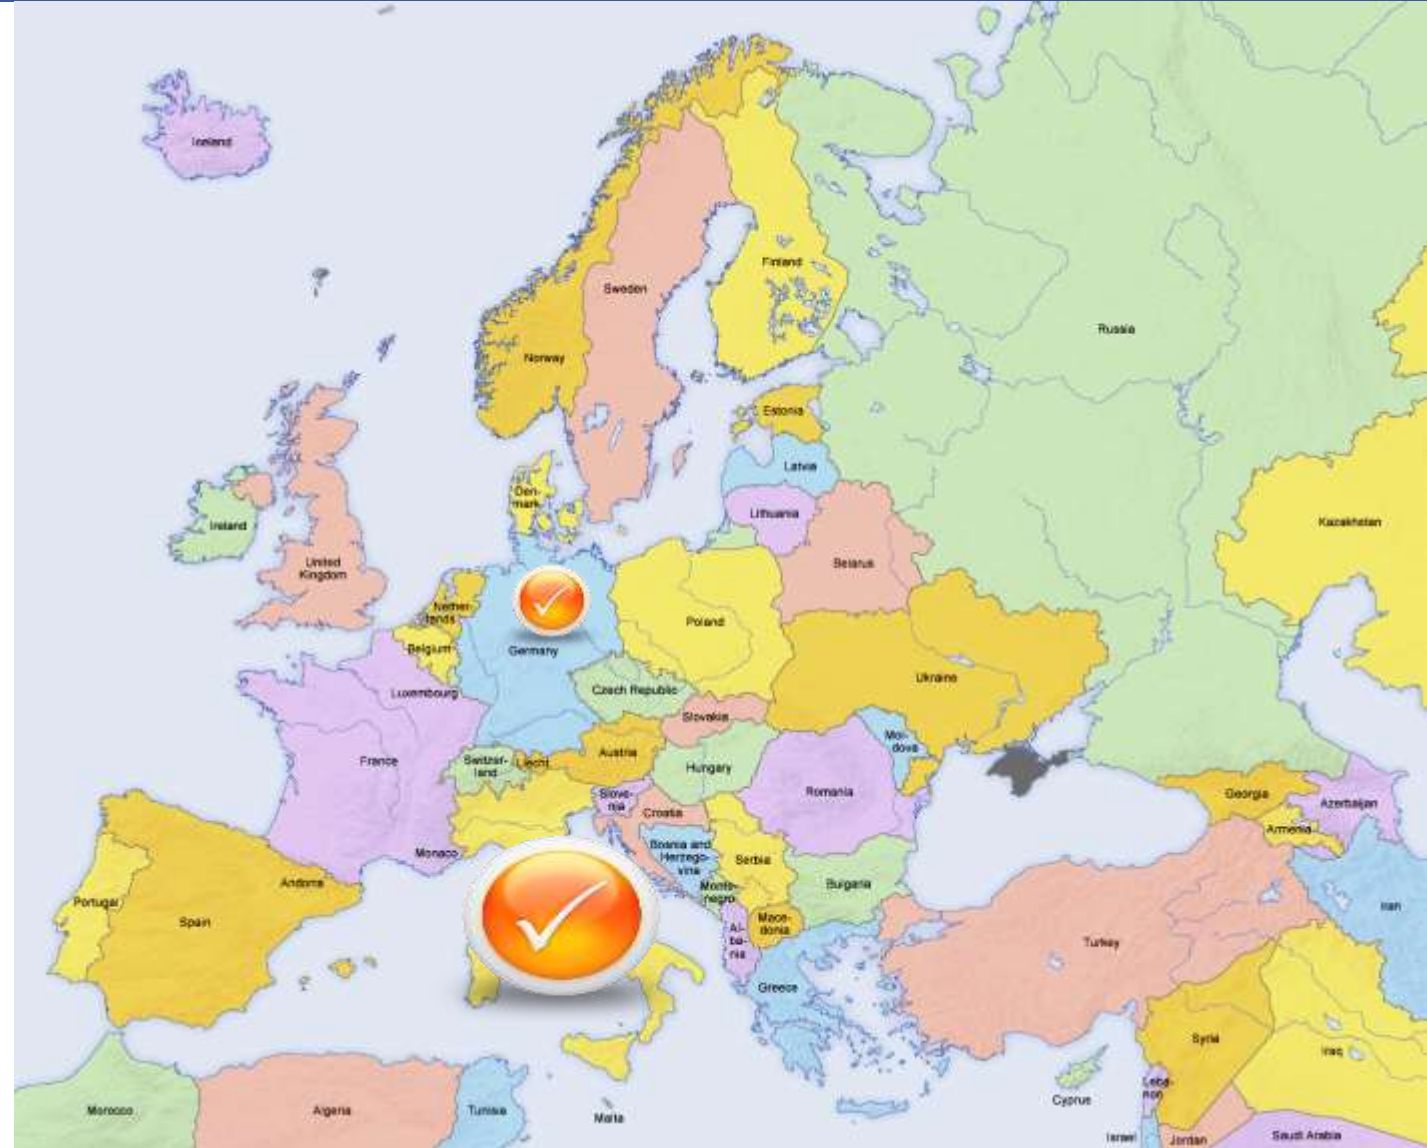 Iceland
Finland
Sweden
Russia
Norway
Estonia
Latvia
Den-
mark
Lithuania
Kazakhstan
Ireland
United
Kingdom
Belarus
Nether-
lands
Poland
Belgium
Germany
Ukraine
Czech Republic
Luxembourg
Slovakia
Mol-
dova
Austria
France
Switzer-
land
Liecht
Hungary
Romania
Slove-
nia
Georgia
Azerbaijan
Croatia
Armenia
Monaco
Bosnia and
Herzego-
vina
Serbia
Andorra
Monte-
negro
Bulgaria
Portugal
Spain
Mace-
donia
Iran
Al-
ba-
nia
Turkey
Greece
Syria
Iraq
Leba-
non
Cyprus
Morocco
Algeria
Tunisia
Malta
Israel
Jordan
Saudi Arabia